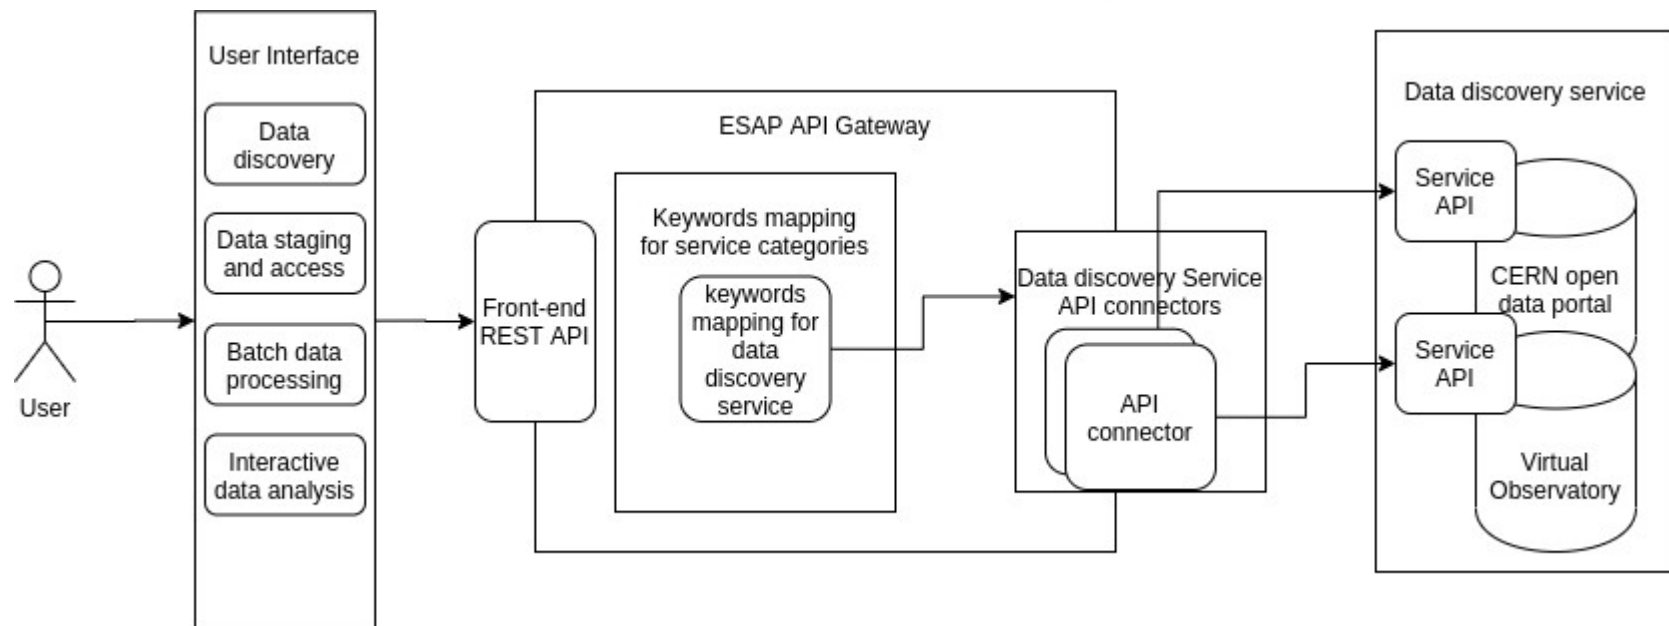 User
User Interface
Data
discovery
Data staging
and access
Batch data
processing
Interactive
data analysis
Front-end
REST API
ESAP API Gateway
Keywords mapping
for service categories
keywords
mapping for
data
discovery
service
Data discovery Service
API connectors
API
connector
Data discovery service
Service
API
CERN open
data portal
Service
API
Virtual
Observatory